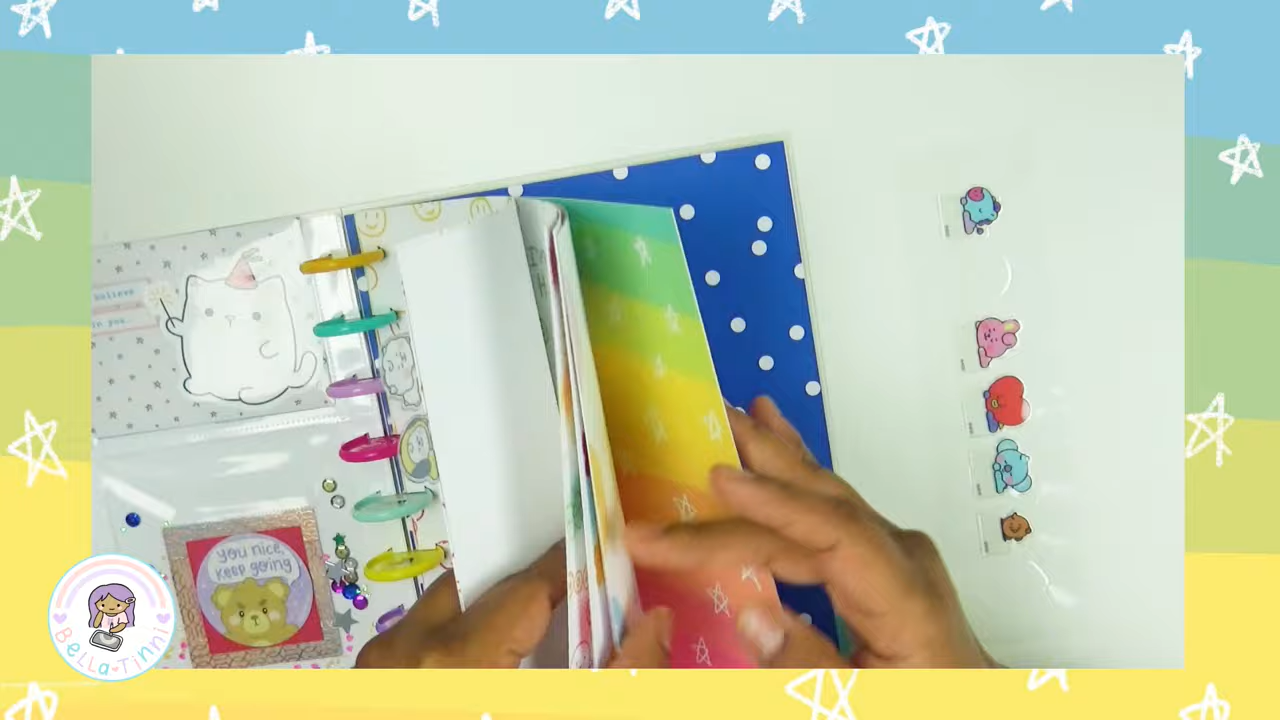 believe
in you
you nice,
keep going
Bella Tinni